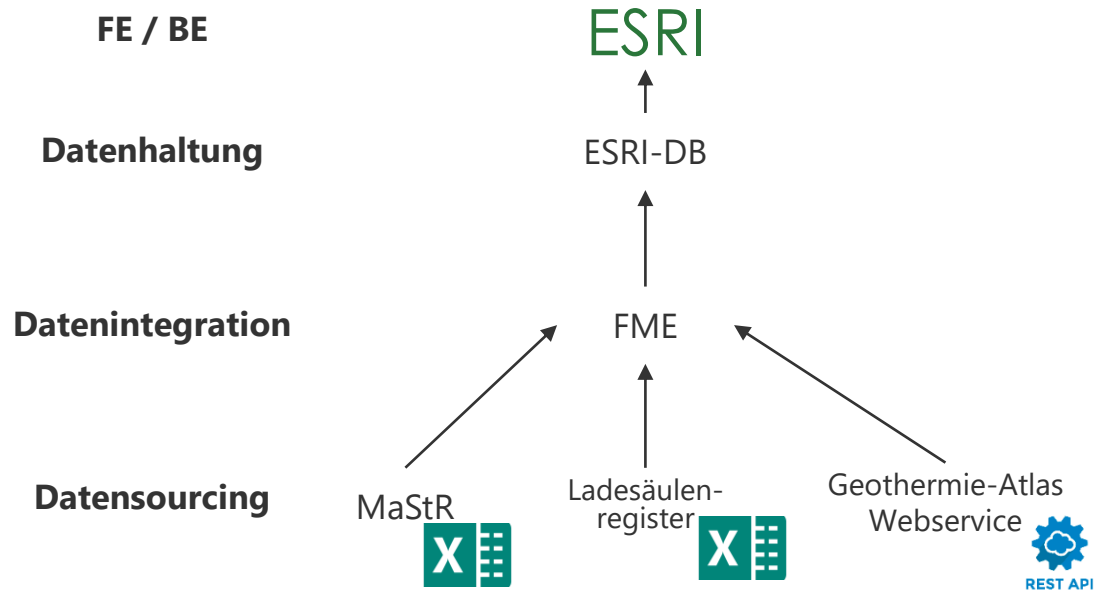 FE / BE
ESRI
Datenhaltung
ESRI-DB
Datenintegration
FME
Datensourcing
MaStR
X
Ladesäulen-
register
X
Geothermie-Atlas
Webservice
REST API